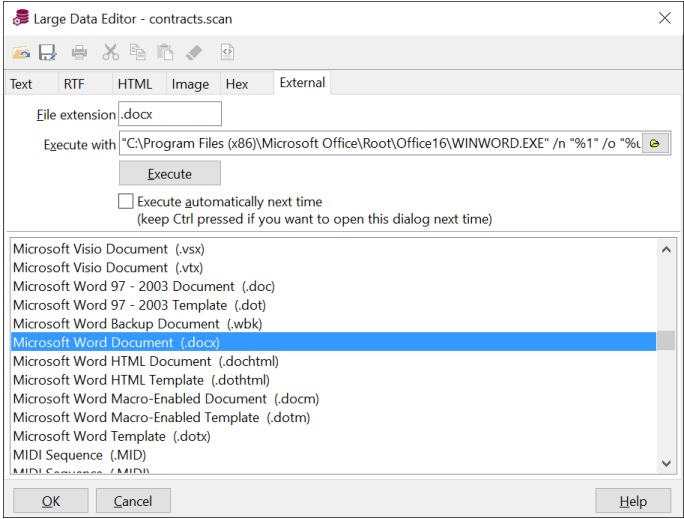 Large Data Editor - contracts.scan
Text RTF HTML Image Hex External
File extension .docx
Execute with "C:\Program Files (x86)\Microsoft Office\Root\Office16\WINWORD.EXE" /n "%1" /o "%u
Execute
Execute automatically next time
(keep Ctrl pressed if you want to open this dialog next time)
Microsoft Visio Document (.vsx)
Microsoft Visio Document (.vtx)
Microsoft Word 97 - 2003 Document (.doc)
Microsoft Word 97 - 2003 Template (.dot)
Microsoft Word Backup Document (.wbk)
Microsoft Word Document (.docx)
Microsoft Word HTML Document (.dochtml)
Microsoft Word HTML Template (.dothtml)
Microsoft Word Macro-Enabled Document (.docm)
Microsoft Word Macro-Enabled Template (.dotm)
Microsoft Word Template (.dotx)
MIDI Sequence (.MID)
MIDI Sequence (.MIDI)
OK Cancel Help